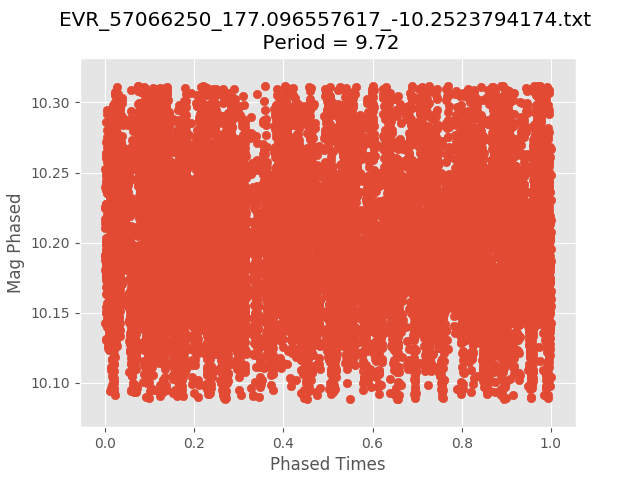 EVR_57066250_177.096557617_-10.2523794174.txt
Period = 9.72
10.30
10.25
10.20
10.15
10.10
Mag Phased
0.0 0.2 0.4 0.6 0.8 1.0
Phased Times